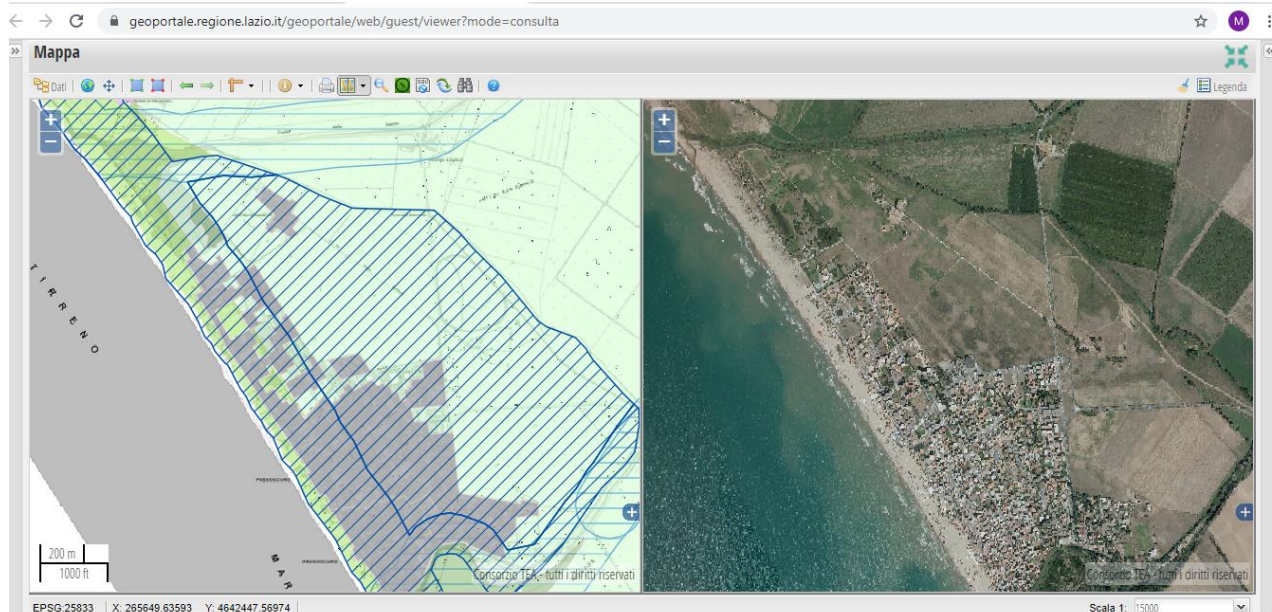 geoportale.regione.lazio.it/geoportale/web/guest/viewer?mode=consulta
M
Mappa
Dati
Legenda
TIRRENO
PASSOSCURO
PASSOSCURO
MAR
200 m
1000 ft
Consorzio TEA - tutti i diritti riservati
Consorzio TEA - tutti i diritti riservati
EPSG:25833 X: 265649.63593 Y: 4642447.56974
Scala 1: 15000